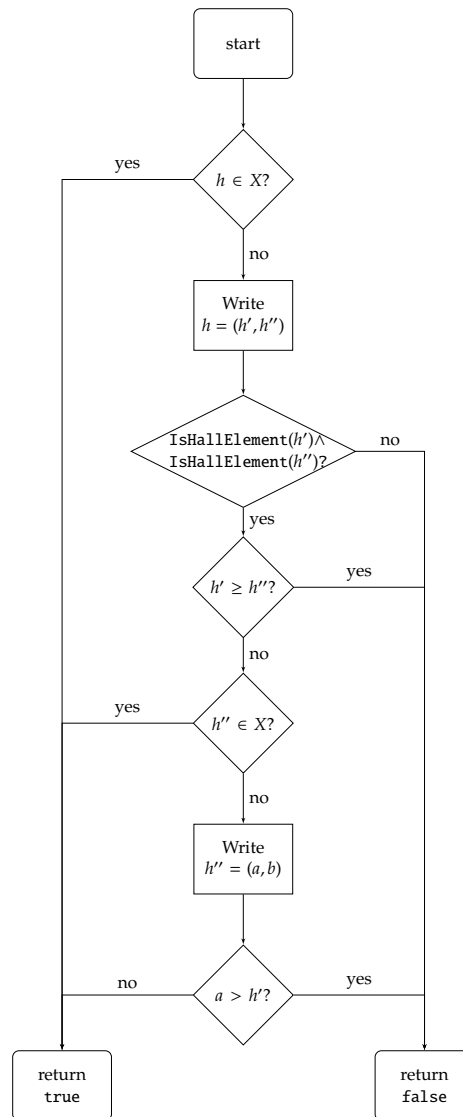 start
yes
h ∈ X?
no
Write
h = (h′, h′′)
IsHallElement(h′)∧
IsHallElement(h′′)?
no
yes
h′ ≥ h′′?
yes
no
yes
h′′ ∈ X?
no
Write
h′′ = (a, b)
no
a > h′?
yes
return
true
return
false